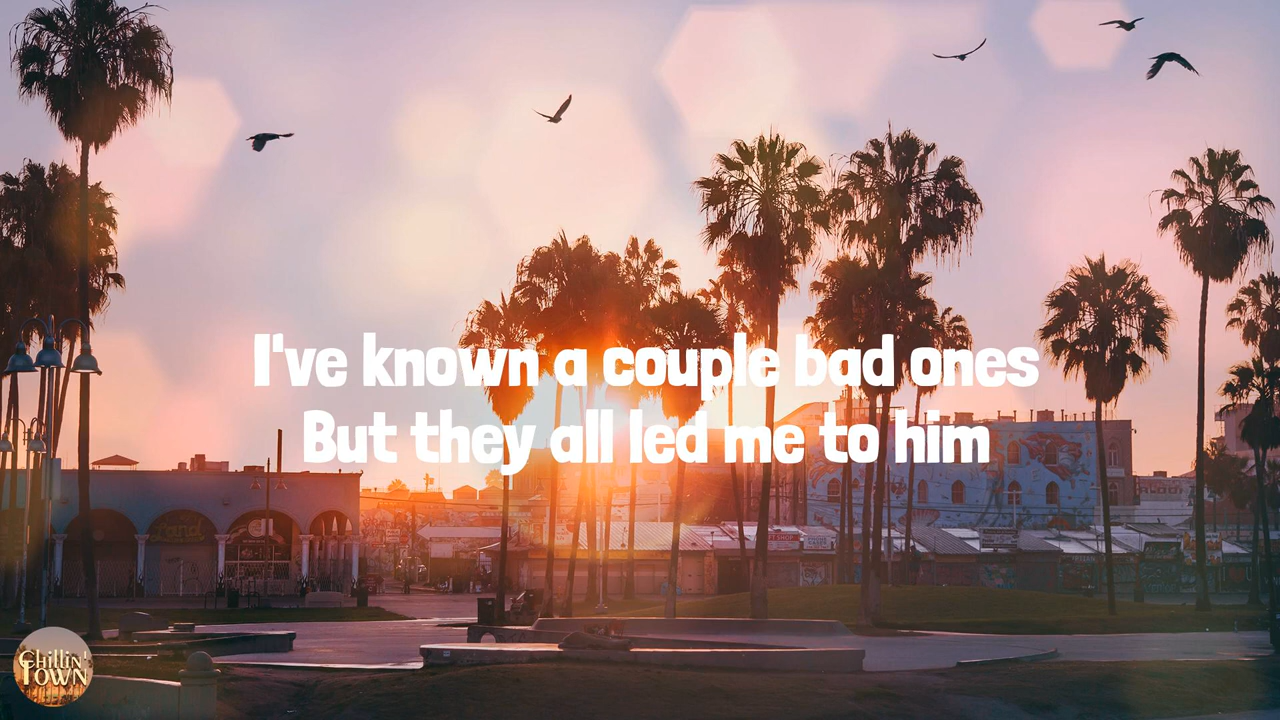 I've known a couple bad ones
But they all led me to him
Chillin'
Town